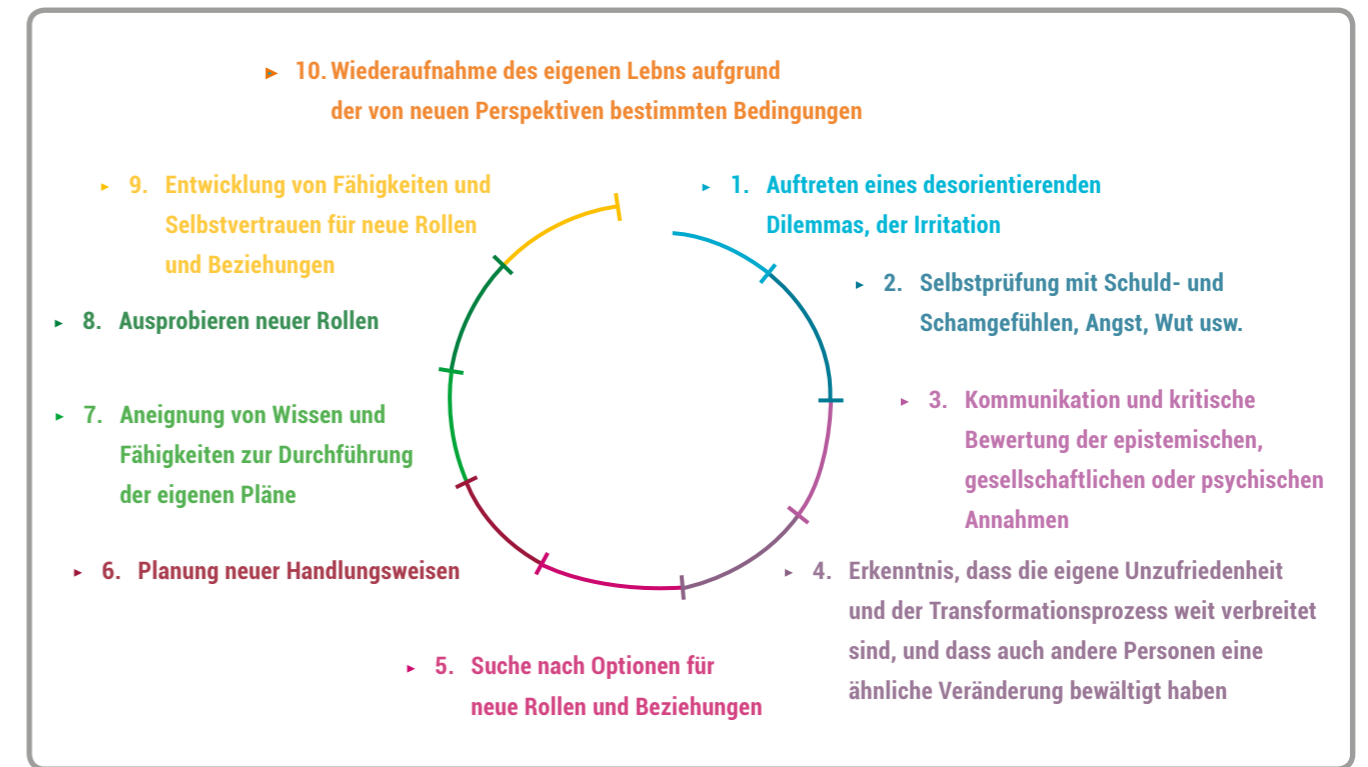 ► 10. Wiederaufnahme des eigenen Lebns aufgrund
der von neuen Perspektiven bestimmten Bedingungen
► 1. Auftreten eines desorientierenden
Dilemmas, der Irritation
► 2. Selbstprüfung mit Schuld- und
Schamgefühlen, Angst, Wut usw.
► 3. Kommunikation und kritische
Bewertung der epistemischen,
gesellschaftlichen oder psychischen
Annahmen
► 4. Erkenntnis, dass die eigene Unzufriedenheit
und der Transformationsprozess weit verbreitet
sind, und dass auch andere Personen eine
ähnliche Veränderung bewältigt haben
► 5. Suche nach Optionen für
neue Rollen und Beziehungen
► 6. Planung neuer Handlungsweisen
► 7. Aneignung von Wissen und
Fähigkeiten zur Durchführung
der eigenen Pläne
► 8. Ausprobieren neuer Rollen
► 9. Entwicklung von Fähigkeiten und
Selbstvertrauen für neue Rollen
und Beziehungen